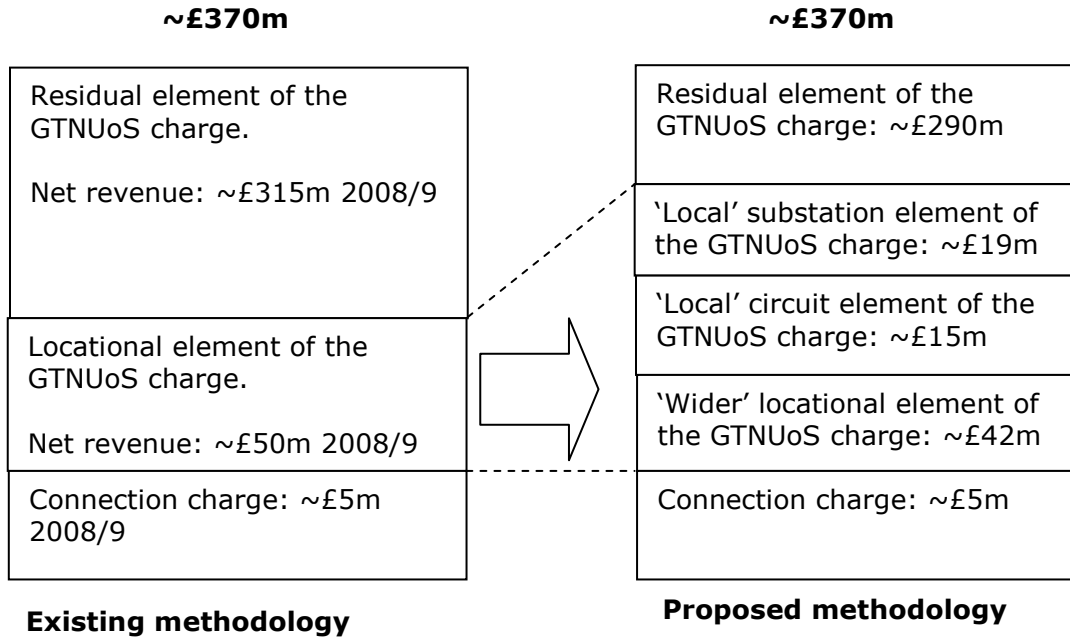 ~£370m
Residual element of the
GTNUoS charge.
Net revenue: ~£315m 2008/9
Locational element of the
GTNUoS charge.
Net revenue: ~£50m 2008/9
Connection charge: ~£5m
2008/9
Existing methodology
~£370m
Residual element of the
GTNUoS charge: ~£290m
‘Local’ substation element of
the GTNUoS charge: ~£19m
‘Local’ circuit element of the
GTNUoS charge: ~£15m
‘Wider’ locational element of
the GTNUoS charge: ~£42m
Connection charge: ~£5m
Proposed methodology